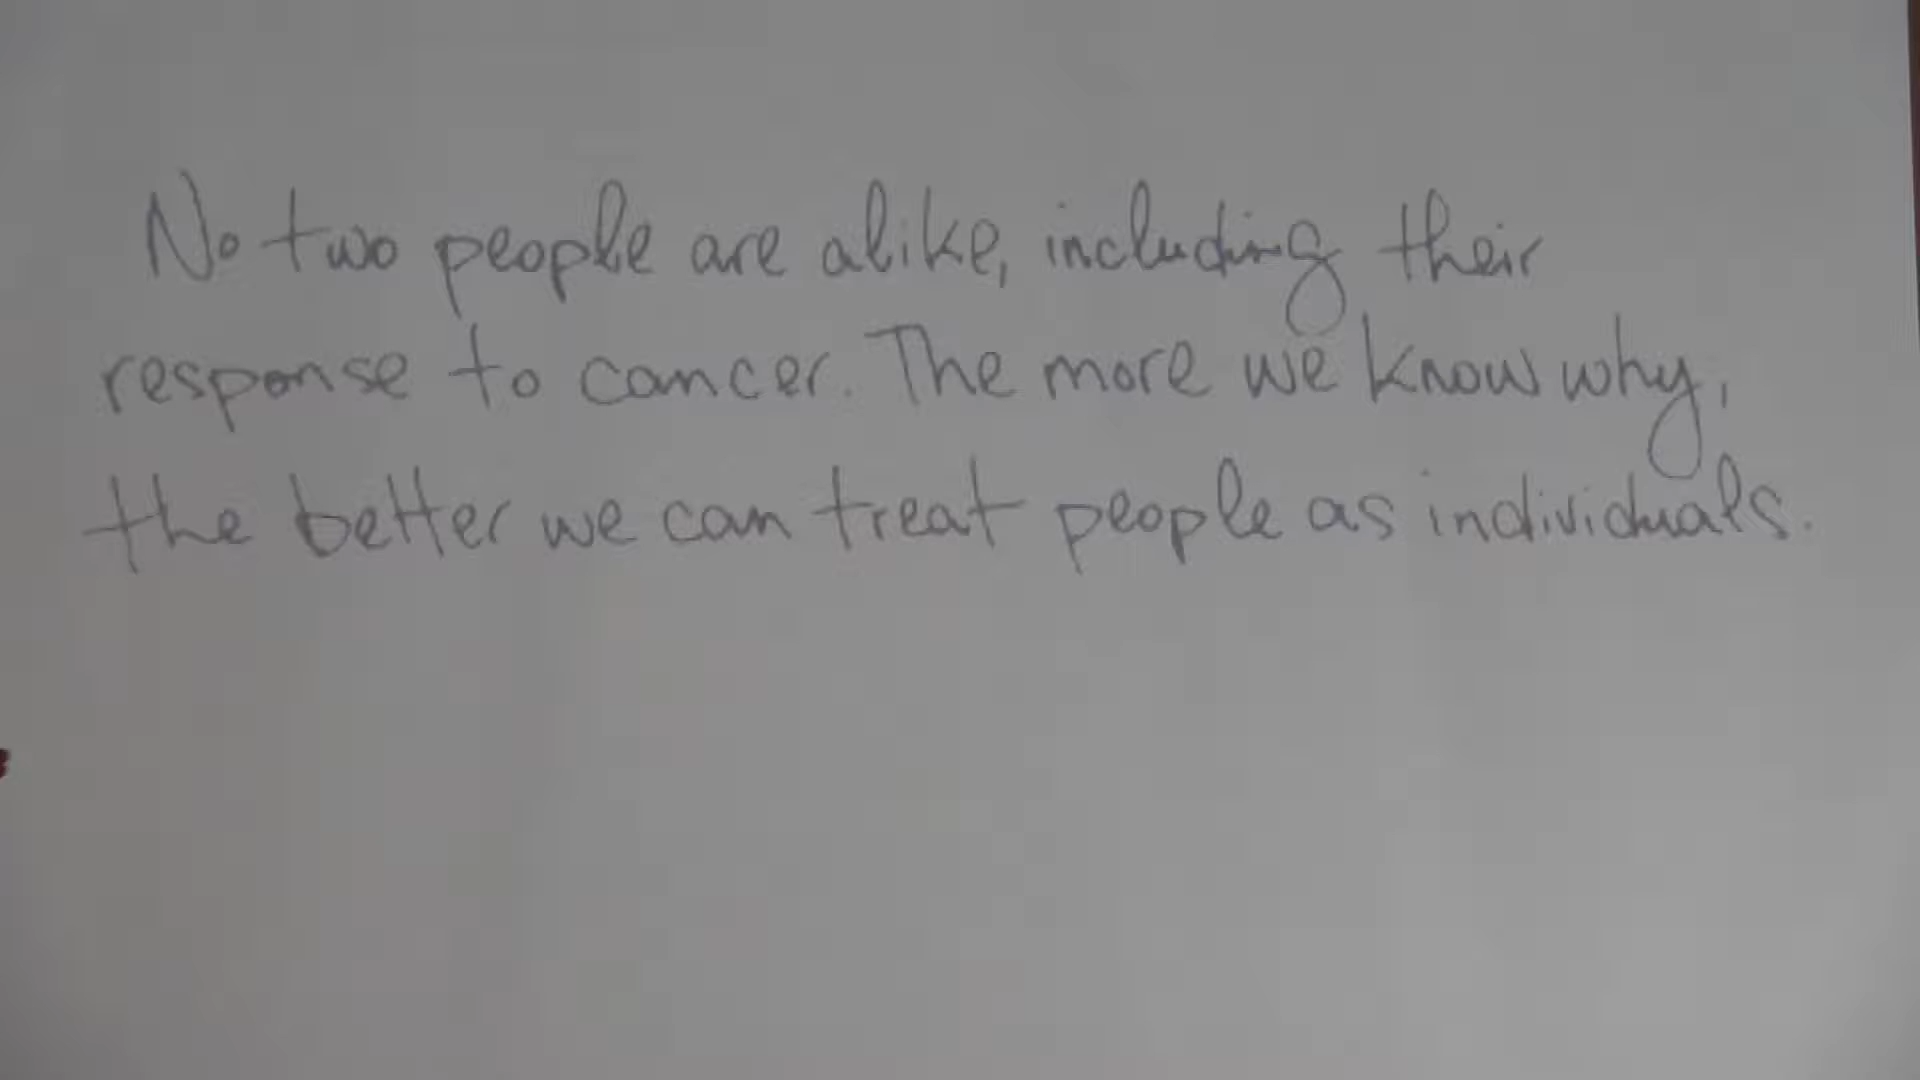 No two people are alike, including their
response to cancer. The more we know why,
the better we can treat people as individuals.